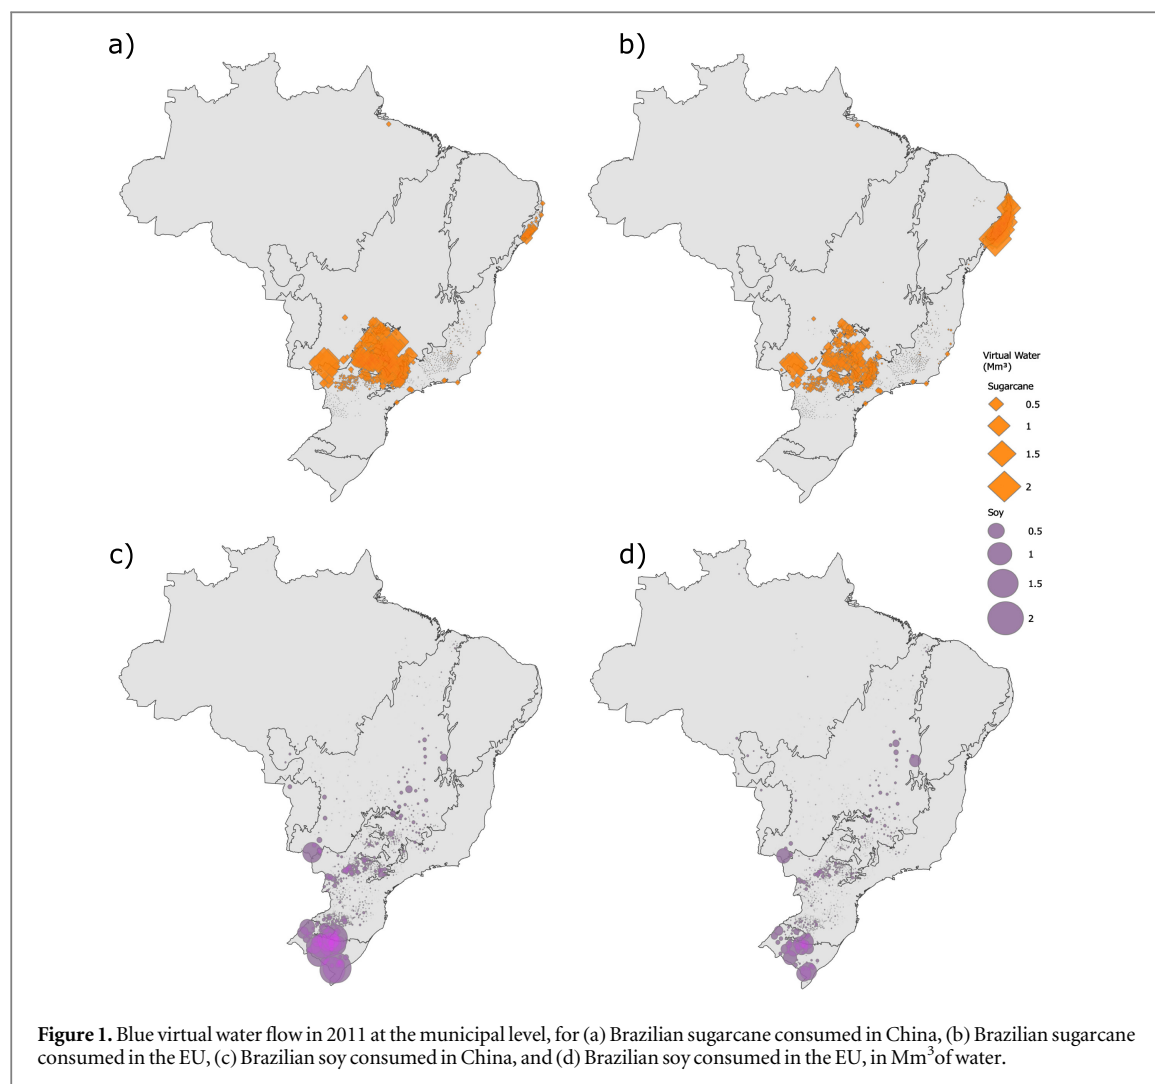 a)
b)
Virtual Water
(Mm³)
Sugarcane
0.5
1
1.5
2
Soy
0.5
1
1.5
2
c)
d)
Figure 1. Blue virtual water flow in 2011 at the municipal level, for (a) Brazilian sugarcane consumed in China, (b) Brazilian sugarcane
consumed in the EU, (c) Brazilian soy consumed in China, and (d) Brazilian soy consumed in the EU, in Mm³of water.